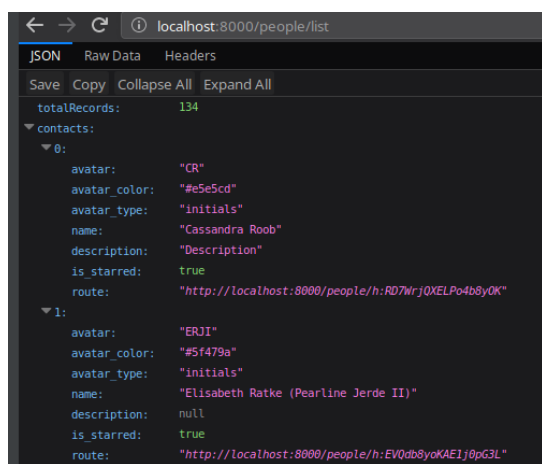 localhost:8000/people/list
JSON Raw Data Headers
Save Copy Collapse All Expand All
totalRecords: 134
contacts:
0:
avatar: "CR"
avatar_color: "#e5e5cd"
avatar_type: "initials"
name: "Cassandra Roob"
description: "Description"
is_starred: true
route: "http://localhost:8000/people/h:RD7WrjQXELPo4b8yOK"
1:
avatar: "ERJI"
avatar_color: "#5f479a"
avatar_type: "initials"
name: "Elisabeth Ratke (Pearline Jerde II)"
description: null
is_starred: true
route: "http://localhost:8000/people/h:EVQdb8yoKAE1j0pG3L"